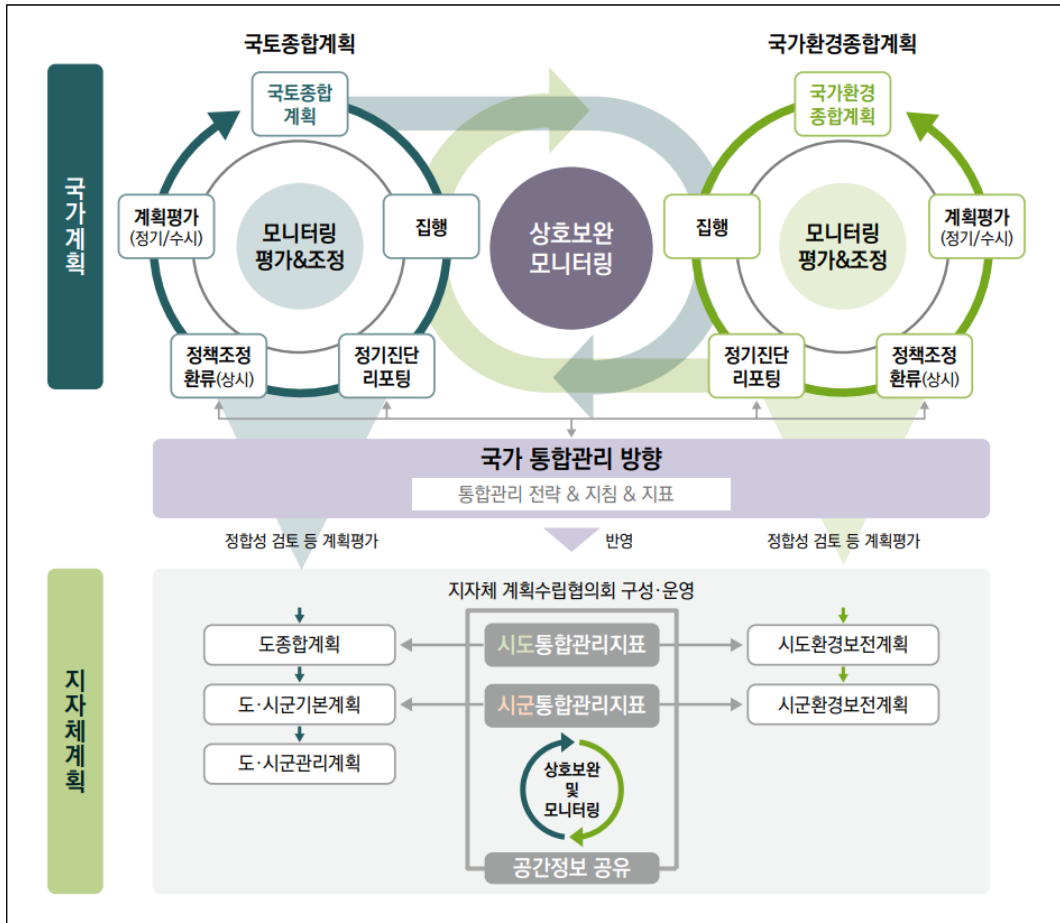 국토종합계획
국가환경종합계획
국가계획
국토종합
계획
집행
정기진단
리포팅
정책조정
환류(상시)
계획평가
(정기/수시)
모니터링
평가&조정
상호보완
모니터링
국가환경
종합계획
집행
계획평가
(정기/수시)
모니터링
평가&조정
정기진단
리포팅
정책조정
환류(상시)
국가 통합관리 방향
통합관리 전략 & 지침 & 지표
정합성 검토 등 계획평가
반영
정합성 검토 등 계획평가
지자체계획
지자체 계획수립협의회 구성·운영
도종합계획
시도통합관리지표
시도환경보전계획
도·시군기본계획
시군통합관리지표
시군환경보전계획
도·시군관리계획
상호보완
및
모니터링
공간정보 공유